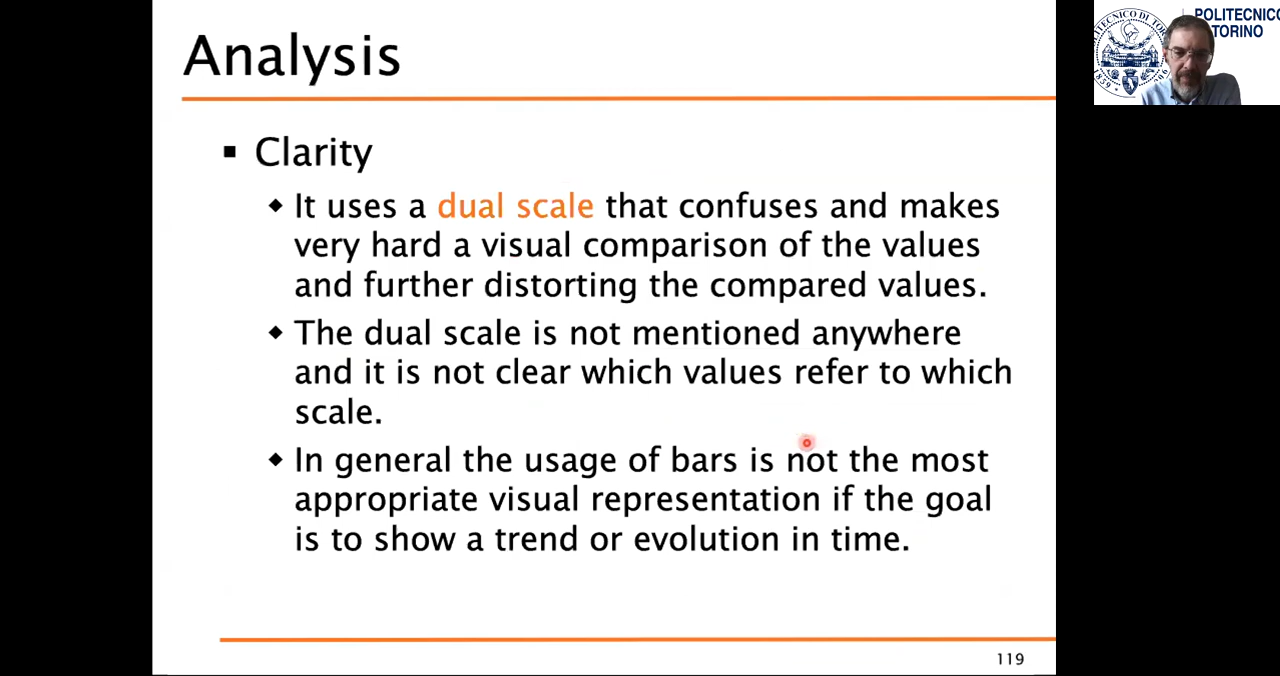 Analysis
▪ Clarity
◆ It uses a dual scale that confuses and makes
very hard a visual comparison of the values
and further distorting the compared values.
◆ The dual scale is not mentioned anywhere
and it is not clear which values refer to which
scale.
◆ In general the usage of bars is not the most
appropriate visual representation if the goal
is to show a trend or evolution in time.
119
POLITECNICO
TORINO